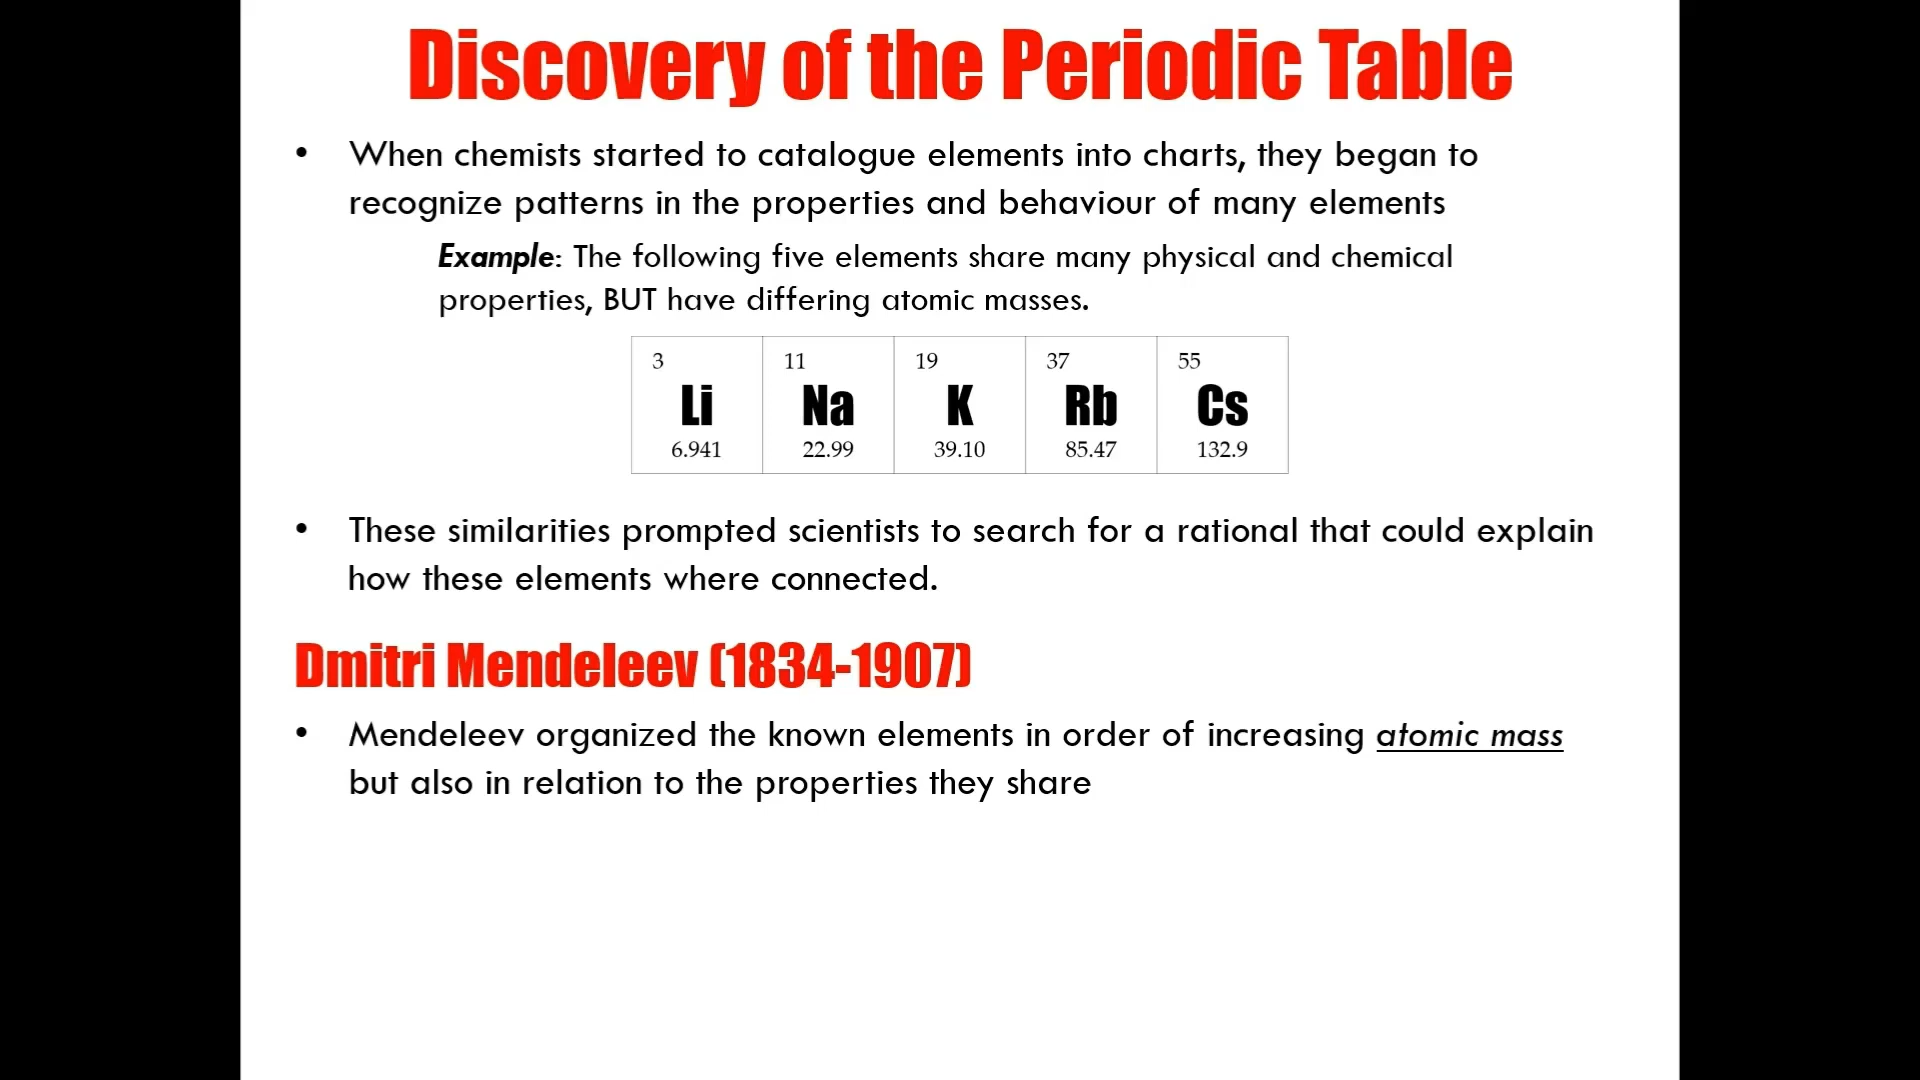 Discovery of the Periodic Table
• When chemists started to catalogue elements into charts, they began to
recognize patterns in the properties and behaviour of many elements
Example: The following five elements share many physical and chemical
properties, BUT have differing atomic masses.
3 11 19 37 55
Li Na K Rb Cs
6.941 22.99 39.10 85.47 132.9
• These similarities prompted scientists to search for a rational that could explain
how these elements where connected.
Dmitri Mendeleev (1834-1907)
• Mendeleev organized the known elements in order of increasing atomic mass
but also in relation to the properties they share